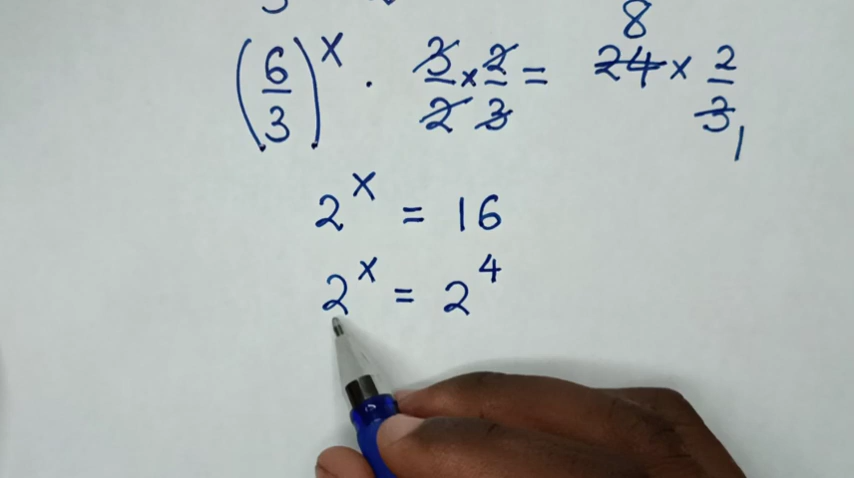 (6/3)^x · 3/2 × 2/3 = 24 8 × 2/3 1
2^x = 16
2^x = 2^4